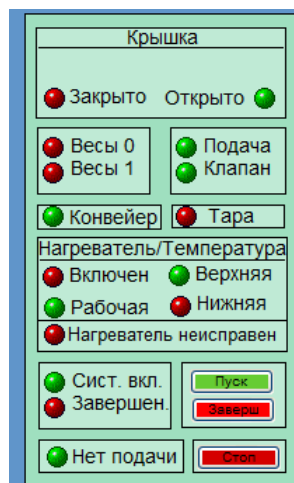 Крышка
Закрыто Открыто
Весы 0 Подача
Весы 1 Клапан
Конвейер Тара
Нагреватель/Температура
Включен Верхняя
Рабочая Нижняя
Нагреватель неисправен
Сист. вкл. Пуск
Завершен. Заверш
Нет подачи Стоп